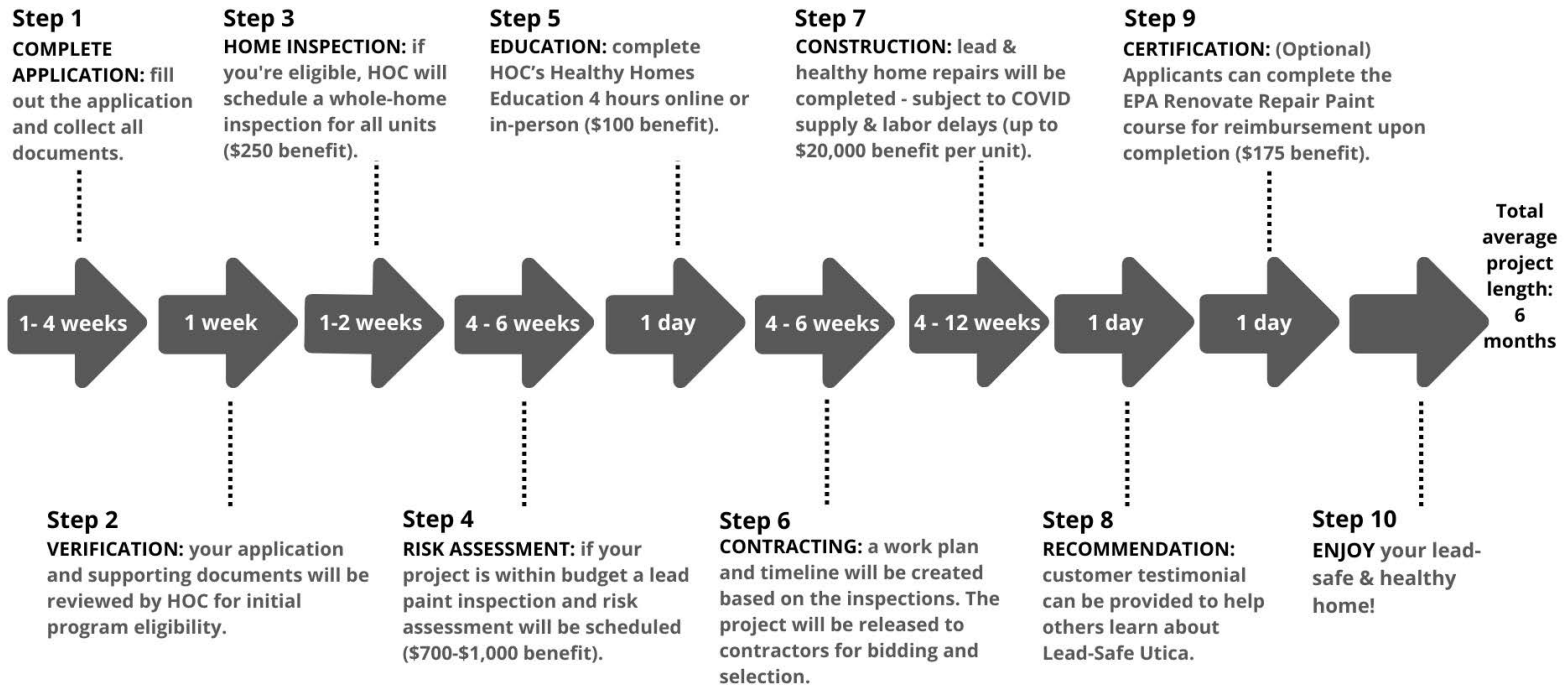 Step 1
COMPLETE
APPLICATION: fill
out the application
and collect all
documents.
Step 3
HOME INSPECTION: if
you're eligible, HOC will
schedule a whole-home
inspection for all units
($250 benefit).
Step 5
EDUCATION: complete
HOC’s Healthy Homes
Education 4 hours online or
in-person ($100 benefit).
Step 7
CONSTRUCTION: lead &
healthy home repairs will be
completed - subject to COVID
supply & labor delays (up to
$20,000 benefit per unit).
Step 9
CERTIFICATION: (Optional)
Applicants can complete the
EPA Renovate Repair Paint
course for reimbursement upon
completion ($175 benefit).
1- 4 weeks
1 week
1-2 weeks
4 - 6 weeks
1 day
4 - 6 weeks
4 - 12 weeks
1 day
1 day
Total
average
project
length:
6
months
Step 2
VERIFICATION: your application
and supporting documents will be
reviewed by HOC for initial
program eligibility.
Step 4
RISK ASSESSMENT: if your
project is within budget a lead
paint inspection and risk
assessment will be scheduled
($700-$1,000 benefit).
Step 6
CONTRACTING: a work plan
and timeline will be created
based on the inspections. The
project will be released to
contractors for bidding and
selection.
Step 8
RECOMMENDATION:
customer testimonial
can be provided to help
others learn about
Lead-Safe Utica.
Step 10
ENJOY your lead-
safe & healthy
home!